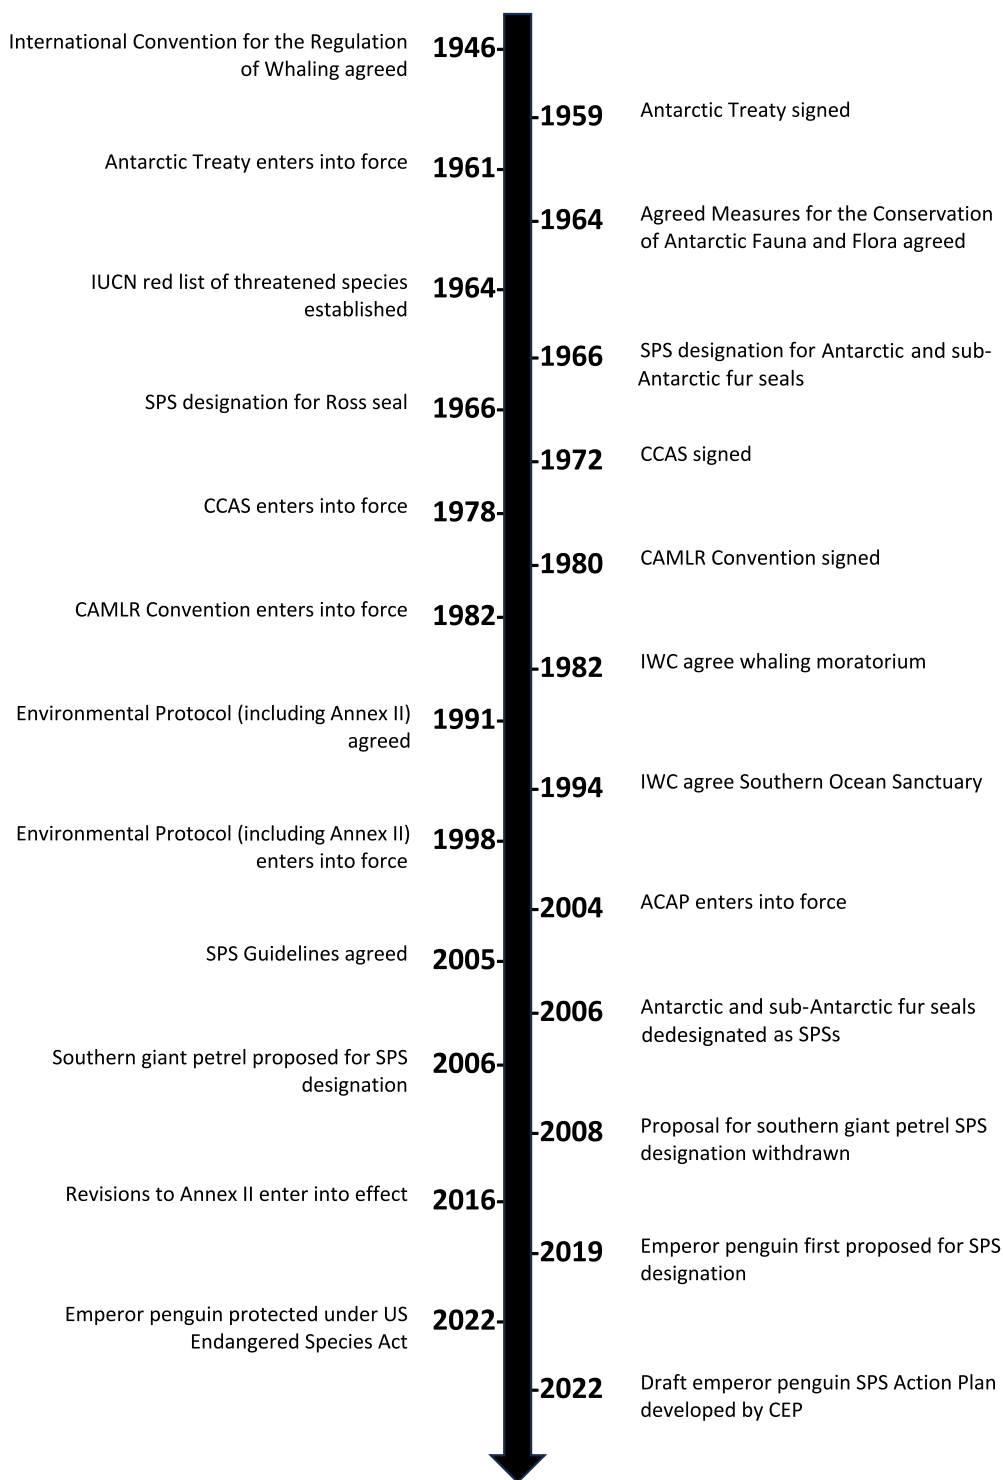 International Convention for the Regulation
of Whaling agreed
1946-
-1959
Antarctic Treaty signed
Antarctic Treaty enters into force
1961-
-1964
Agreed Measures for the Conservation
of Antarctic Fauna and Flora agreed
IUCN red list of threatened species
established
1964-
-1966
SPS designation for Antarctic and sub-
Antarctic fur seals
SPS designation for Ross seal
1966-
-1972
CCAS signed
CCAS enters into force
1978-
-1980
CAMLR Convention signed
CAMLR Convention enters into force
1982-
-1982
IWC agree whaling moratorium
Environmental Protocol (including Annex II)
agreed
1991-
-1994
IWC agree Southern Ocean Sanctuary
Environmental Protocol (including Annex II)
enters into force
1998-
-2004
ACAP enters into force
SPS Guidelines agreed
2005-
-2006
Antarctic and sub-Antarctic fur seals
dedesignated as SPSs
Southern giant petrel proposed for SPS
designation
2006-
-2008
Proposal for southern giant petrel SPS
designation withdrawn
Revisions to Annex II enter into effect
2016-
-2019
Emperor penguin first proposed for SPS
designation
Emperor penguin protected under US
Endangered Species Act
2022-
-2022
Draft emperor penguin SPS Action Plan
developed by CEP